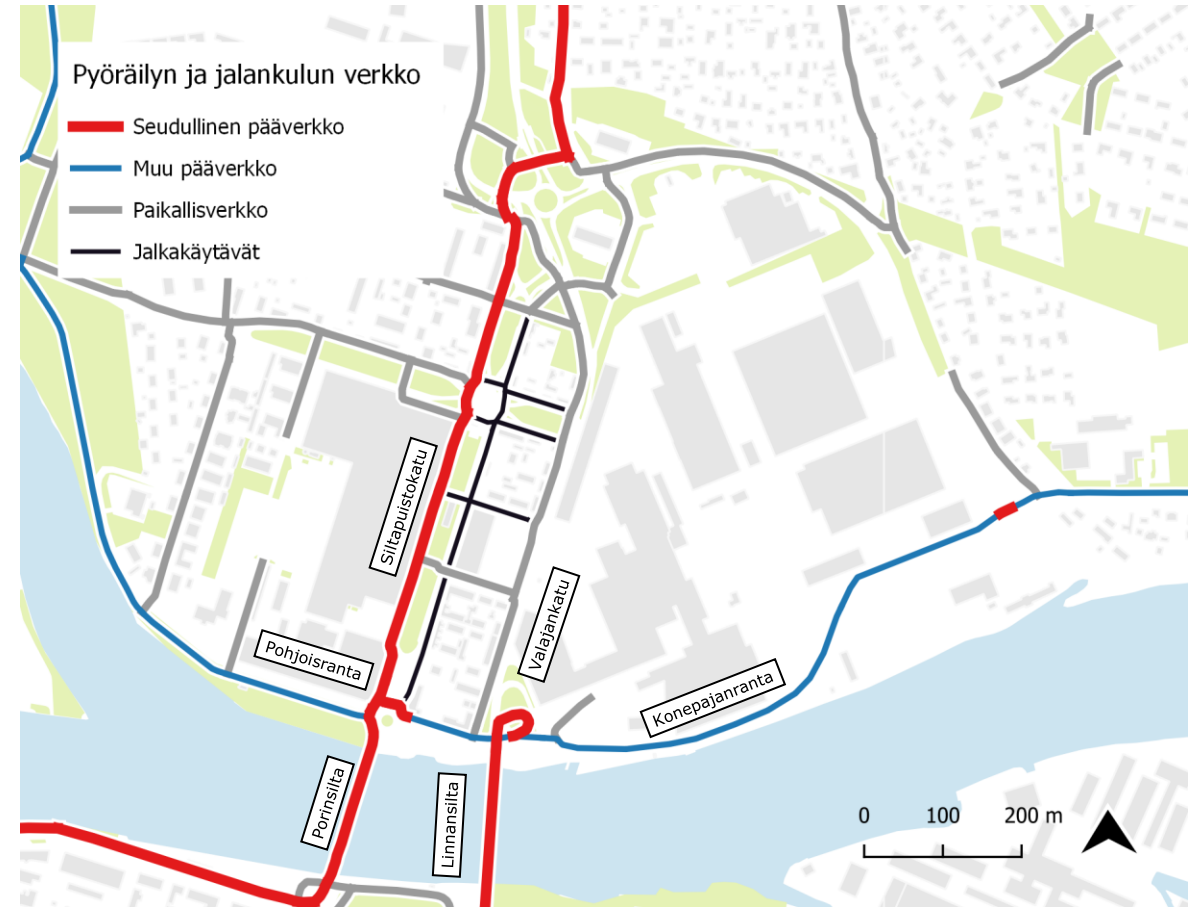 Pyöräilyn ja jalankulun verkko
Seudullinen pääverkko
Muu pääverkko
Paikallisverkko
Jalkakäytävät
Siltapuistokatu
Valajankatu
Pohjoisranta
Konepajanranta
Porinsilta
Linnansilta
0 100 200 m